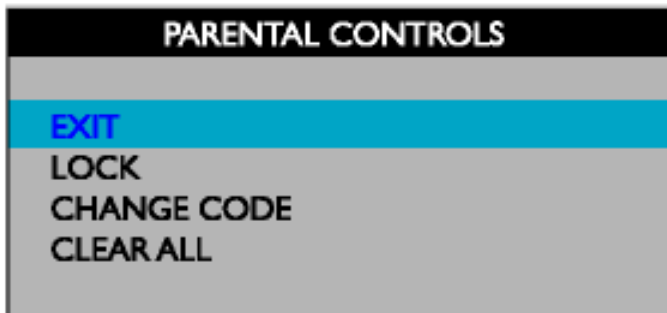 PARENTAL CONTROLS
EXIT
LOCK
CHANGE CODE
CLEAR ALL